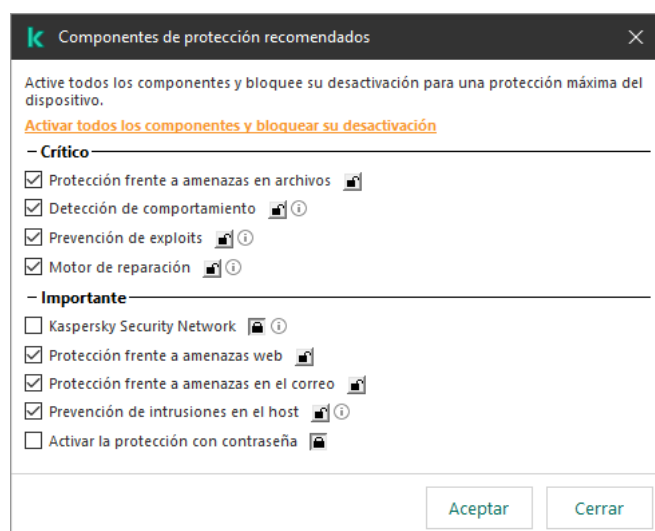 Componentes de protección recomendados
Active todos los componentes y bloquee su desactivación para una protección máxima del
dispositivo.
Activar todos los componentes y bloquear su desactivación
– Crítico
Protección frente a amenazas en archivos
Detección de comportamiento
Prevención de exploits
Motor de reparación
– Importante
Kaspersky Security Network
Protección frente a amenazas web
Protección frente a amenazas en el correo
Prevención de intrusiones en el host
Activar la protección con contraseña
Aceptar Cerrar